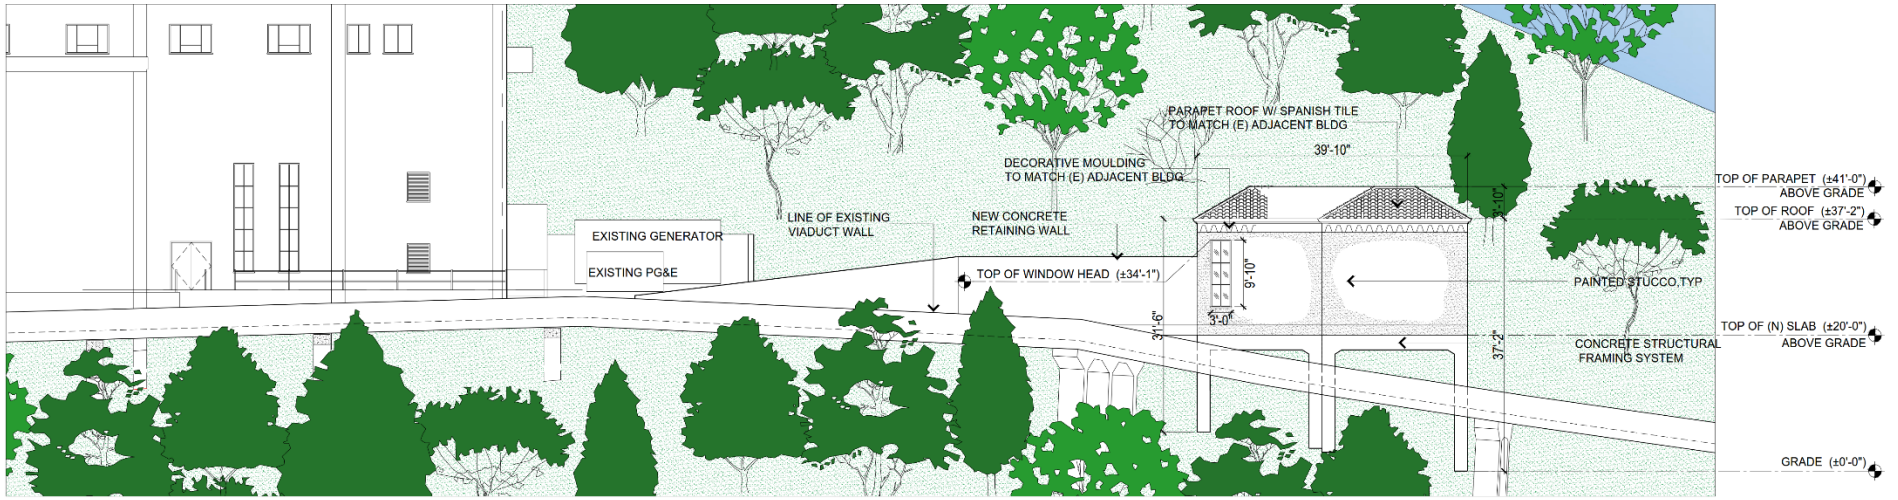 PARAPET ROOF W/ SPANISH TILE
TO MATCH (E) ADJACENT BLDG
39'-10"
DECORATIVE MOULDING
TO MATCH (E) ADJACENT BLDG
TOP OF PARAPET (±41'-0")
ABOVE GRADE
3'-10"
TOP OF ROOF (±37'-2")
ABOVE GRADE
LINE OF EXISTING
VIADUCT WALL
NEW CONCRETE
RETAINING WALL
EXISTING GENERATOR
EXISTING PG&E
TOP OF WINDOW HEAD (±34'-1")
9'-10"
PAINTED STUCCO,TYP
3'-0"
31'-6"
37'-2"
TOP OF (N) SLAB (±20'-0")
ABOVE GRADE
CONCRETE STRUCTURAL
FRAMING SYSTEM
GRADE (±0'-0")